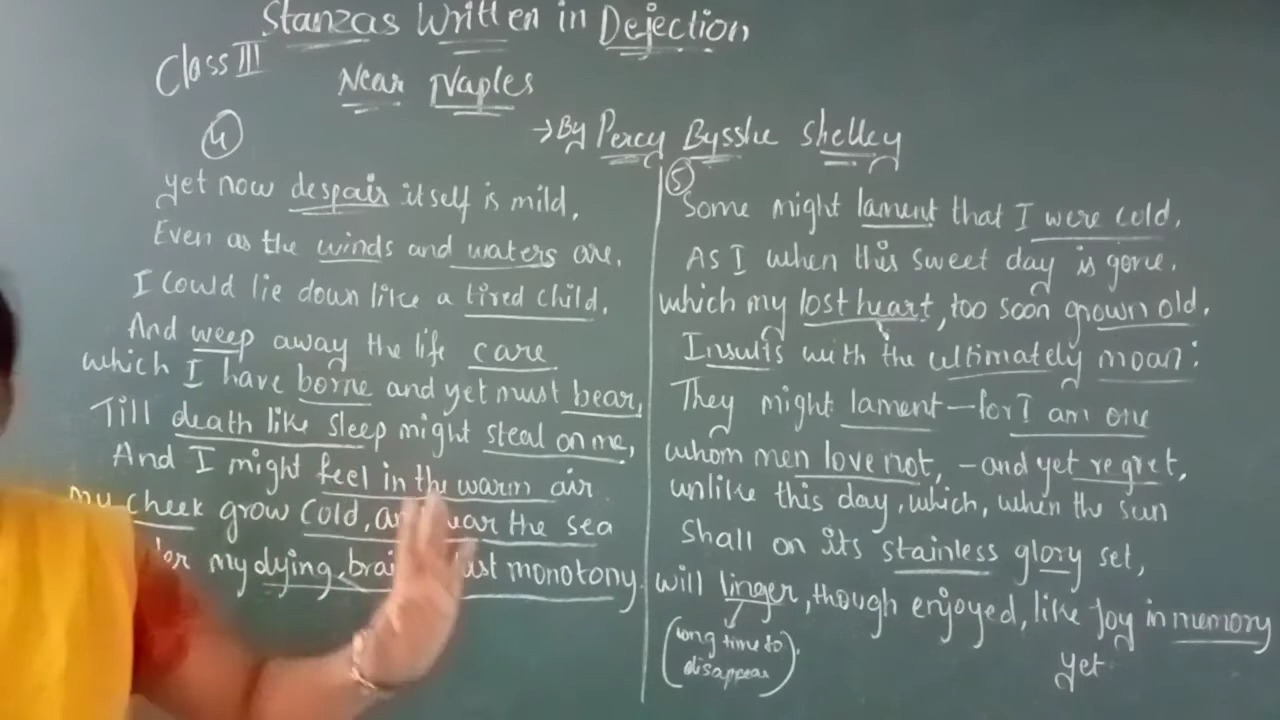 Stanzas Written in Dejection
Class III
Near Naples
→By Percy Bysshe Shelley
4
yet now despair itself is mild,
Even as the winds and waters are,
I could lie down like a tired child,
And weep away the life care
which I have borne and yet must bear,
Till death like sleep might steal on me,
And I might feel in the warm air
my cheek grow cold, and hear the sea
my dying brain monotony.
5
Some might lament that I were cold,
As I when this sweet day is gone,
which my lost heart, too soon grown old,
Insults with the ultimately moan;
They might lament—for I am one
whom men love not, -and yet regret,
unlike this day, which, when the sun
Shall on its stainless glory set,
will linger, though enjoyed, like Joy in memory
yet
(long time to
disappear).